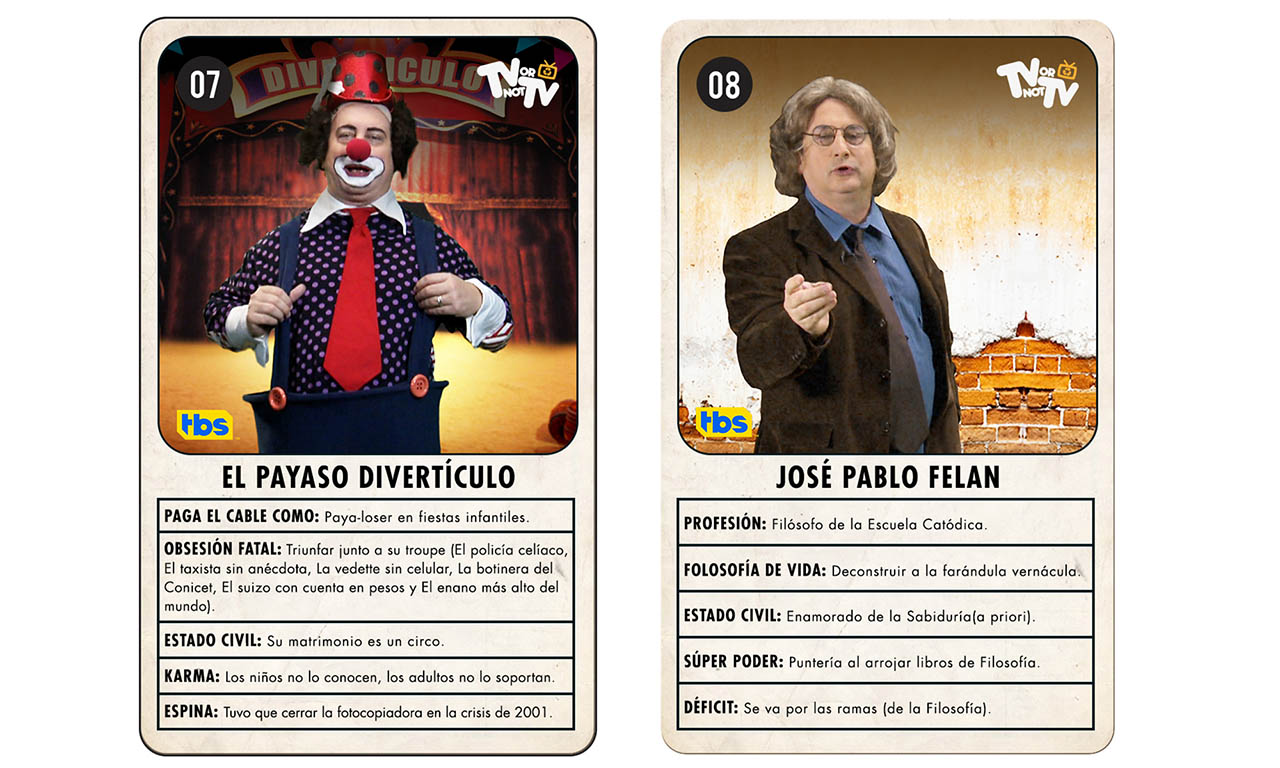 07
DIVERTÍCULO
TV OR NOT TV
tbs
EL PAYASO DIVERTÍCULO
PAGA EL CABLE COMO: Paya-loser en fiestas infantiles.
OBSESIÓN FATAL: Triunfar junto a su troupe (El policía celíaco,
El taxista sin anécdota, La vedette sin celular, La botinera del
Conicet, El suizo con cuenta en pesos y El enano más alto del
mundo).
ESTADO CIVIL: Su matrimonio es un circo.
KARMA: Los niños no lo conocen, los adultos no lo soportan.
ESPINA: Tuvo que cerrar la fotocopiadora en la crisis de 2001.
08
TV OR NOT TV
tbs
JOSÉ PABLO FELAN
PROFESIÓN: Filósofo de la Escuela Catódica.
FOLOSOFÍA DE VIDA: Deconstruir a la farándula vernácula.
ESTADO CIVIL: Enamorado de la Sabiduría(a priori).
SÚPER PODER: Puntería al arrojar libros de Filosofía.
DÉFICIT: Se va por las ramas (de la Filosofía).